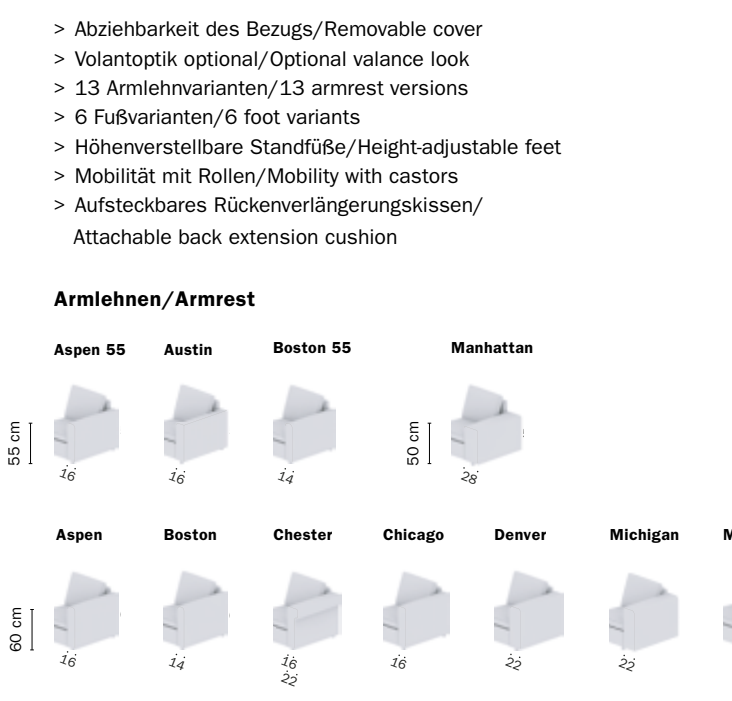 > Abziehbarkeit des Bezugs/Removable cover
> Volantoptik optional/Optional valance look
> 13 Armlehnvarianten/13 armrest versions
> 6 Fußvarianten/6 foot variants
> Höhenverstellbare Standfüße/Height-adjustable feet
> Mobilität mit Rollen/Mobility with castors
> Aufsteckbares Rückenverlängerungskissen/
Attachable back extension cushion
Armlehnen/Armrest
Aspen 55 Austin Boston 55 Manhattan
55 cm 50 cm
16 16 14 28
Aspen Boston Chester Chicago Denver Michigan M
60 cm
16 14 16 16 22 22
22